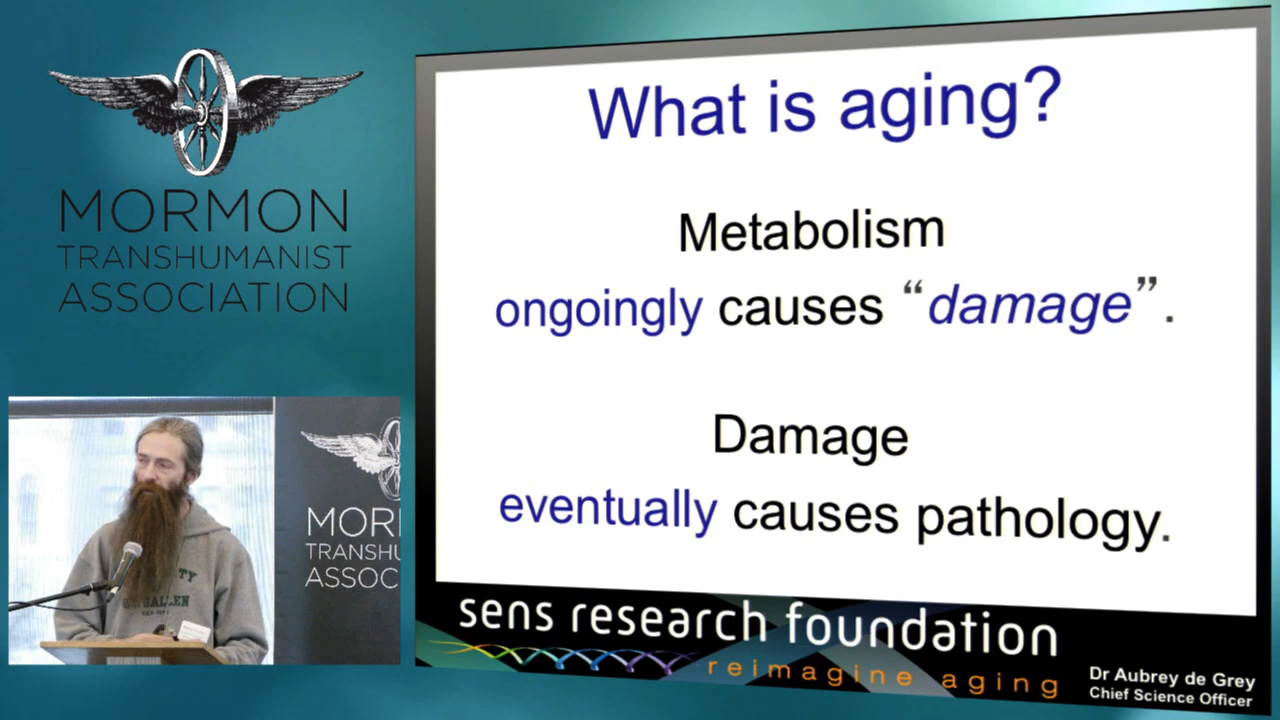 MORMON
TRANSHUMANIST
ASSOCIATION
What is aging?
Metabolism
ongoingly causes “damage”.
Damage
eventually causes pathology.
sens research foundation
reimagine aging
Dr Aubrey de Grey
Chief Science Officer
MOR
TRANSHU
ASSOC